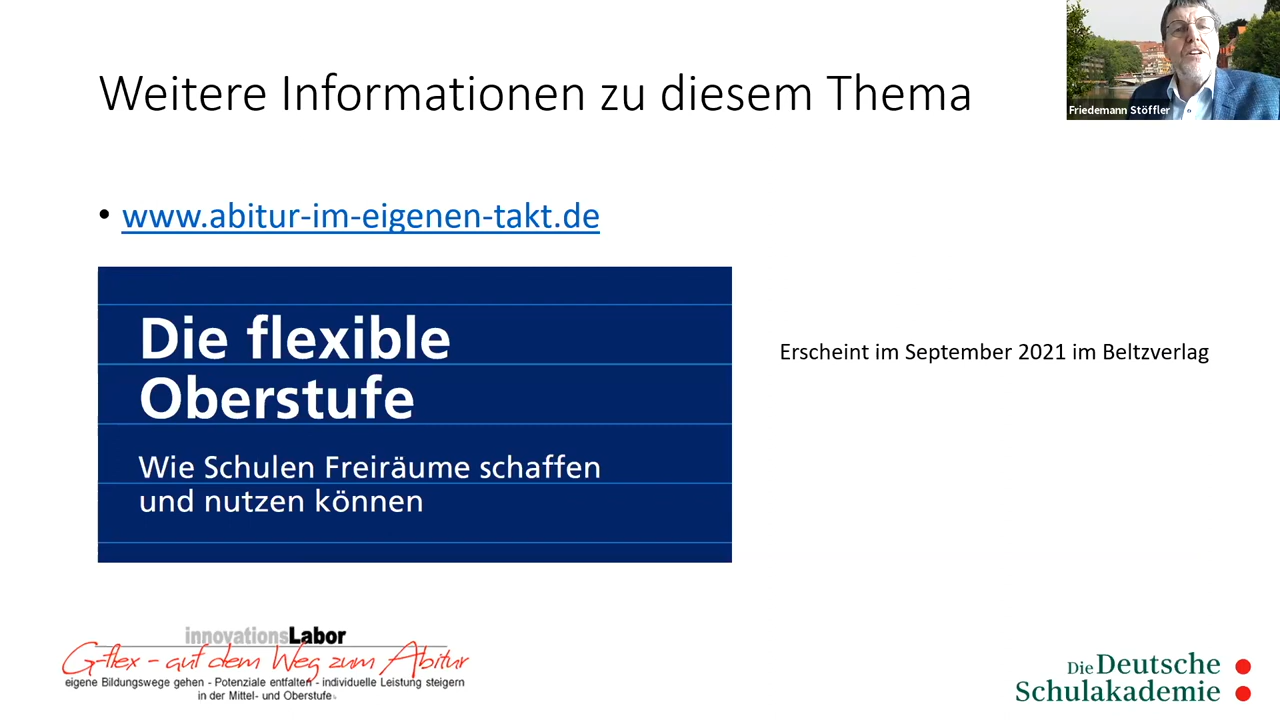 Weitere Informationen zu diesem Thema
Friedemann Stöffler
• www.abitur-im-eigenen-takt.de
Die flexible
Oberstufe
Wie Schulen Freiräume schaffen
und nutzen können
Erscheint im September 2021 im Beltzverlag
innovationsLabor
G-flex - auf dem Weg zum Abitur
eigene Bildungswege gehen - Potenziale entfalten - individuelle Leistung steigern
in der Mittel- und Oberstufe
Die Deutsche
Schulakademie